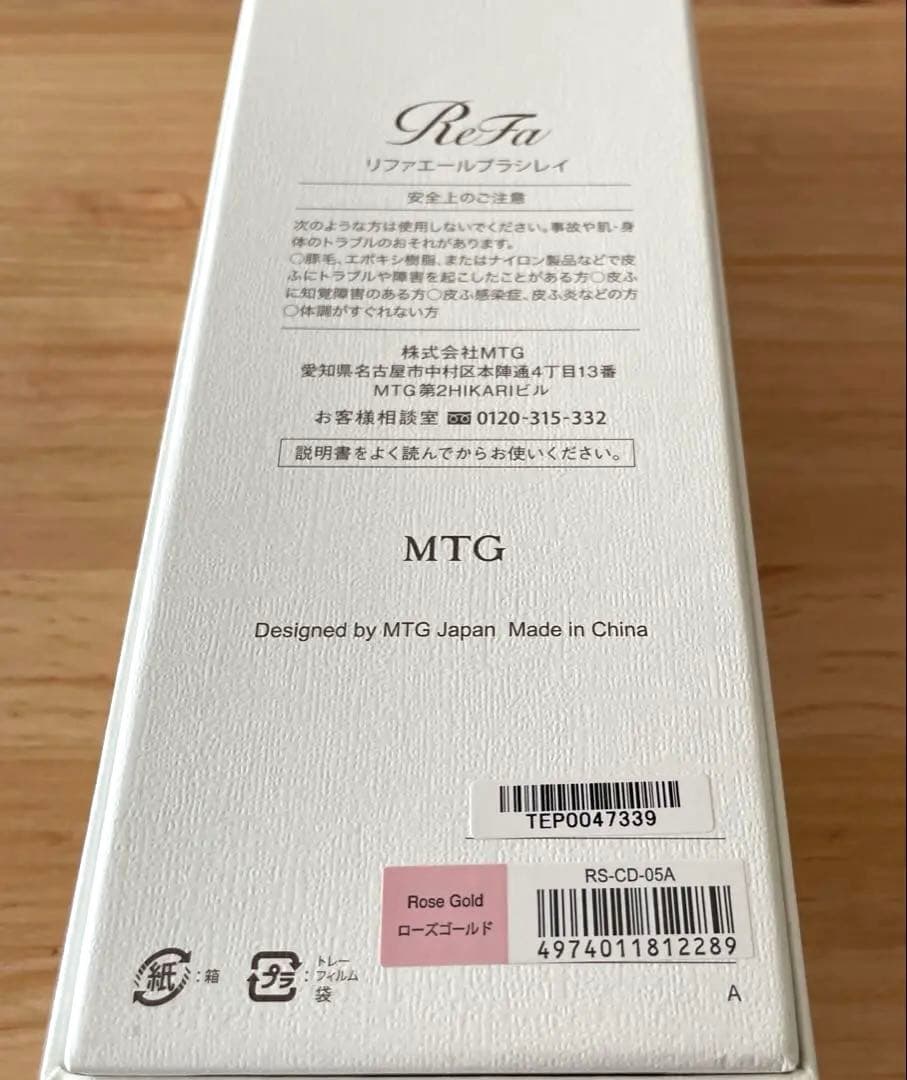 ReFa
リファエールブラシレイ
安全上のご注意
次のような方は使用しないでください。事故や肌・身
体のトラブルのおそれがあります。
○豚毛、エポキシ樹脂、またはナイロン製品などで皮
ふにトラブルや障害を起こしたことがある方○皮ふ
に知覚障害のある方○皮ふ感染症、皮ふ炎などの方
○体調がすぐれない方
株式会社MTG
愛知県名古屋市中村区本陣通4丁目13番
MTG第2HIKARIビル
お客様相談室 0120-315-332
説明書をよく読んでからお使いください。
MTG
Designed by MTG Japan Made in China
TEP0047339
RS-CD-05A
Rose Gold
ローズゴールド
4974011812289
紙:箱
プラ:トレー
フィルム
袋
A